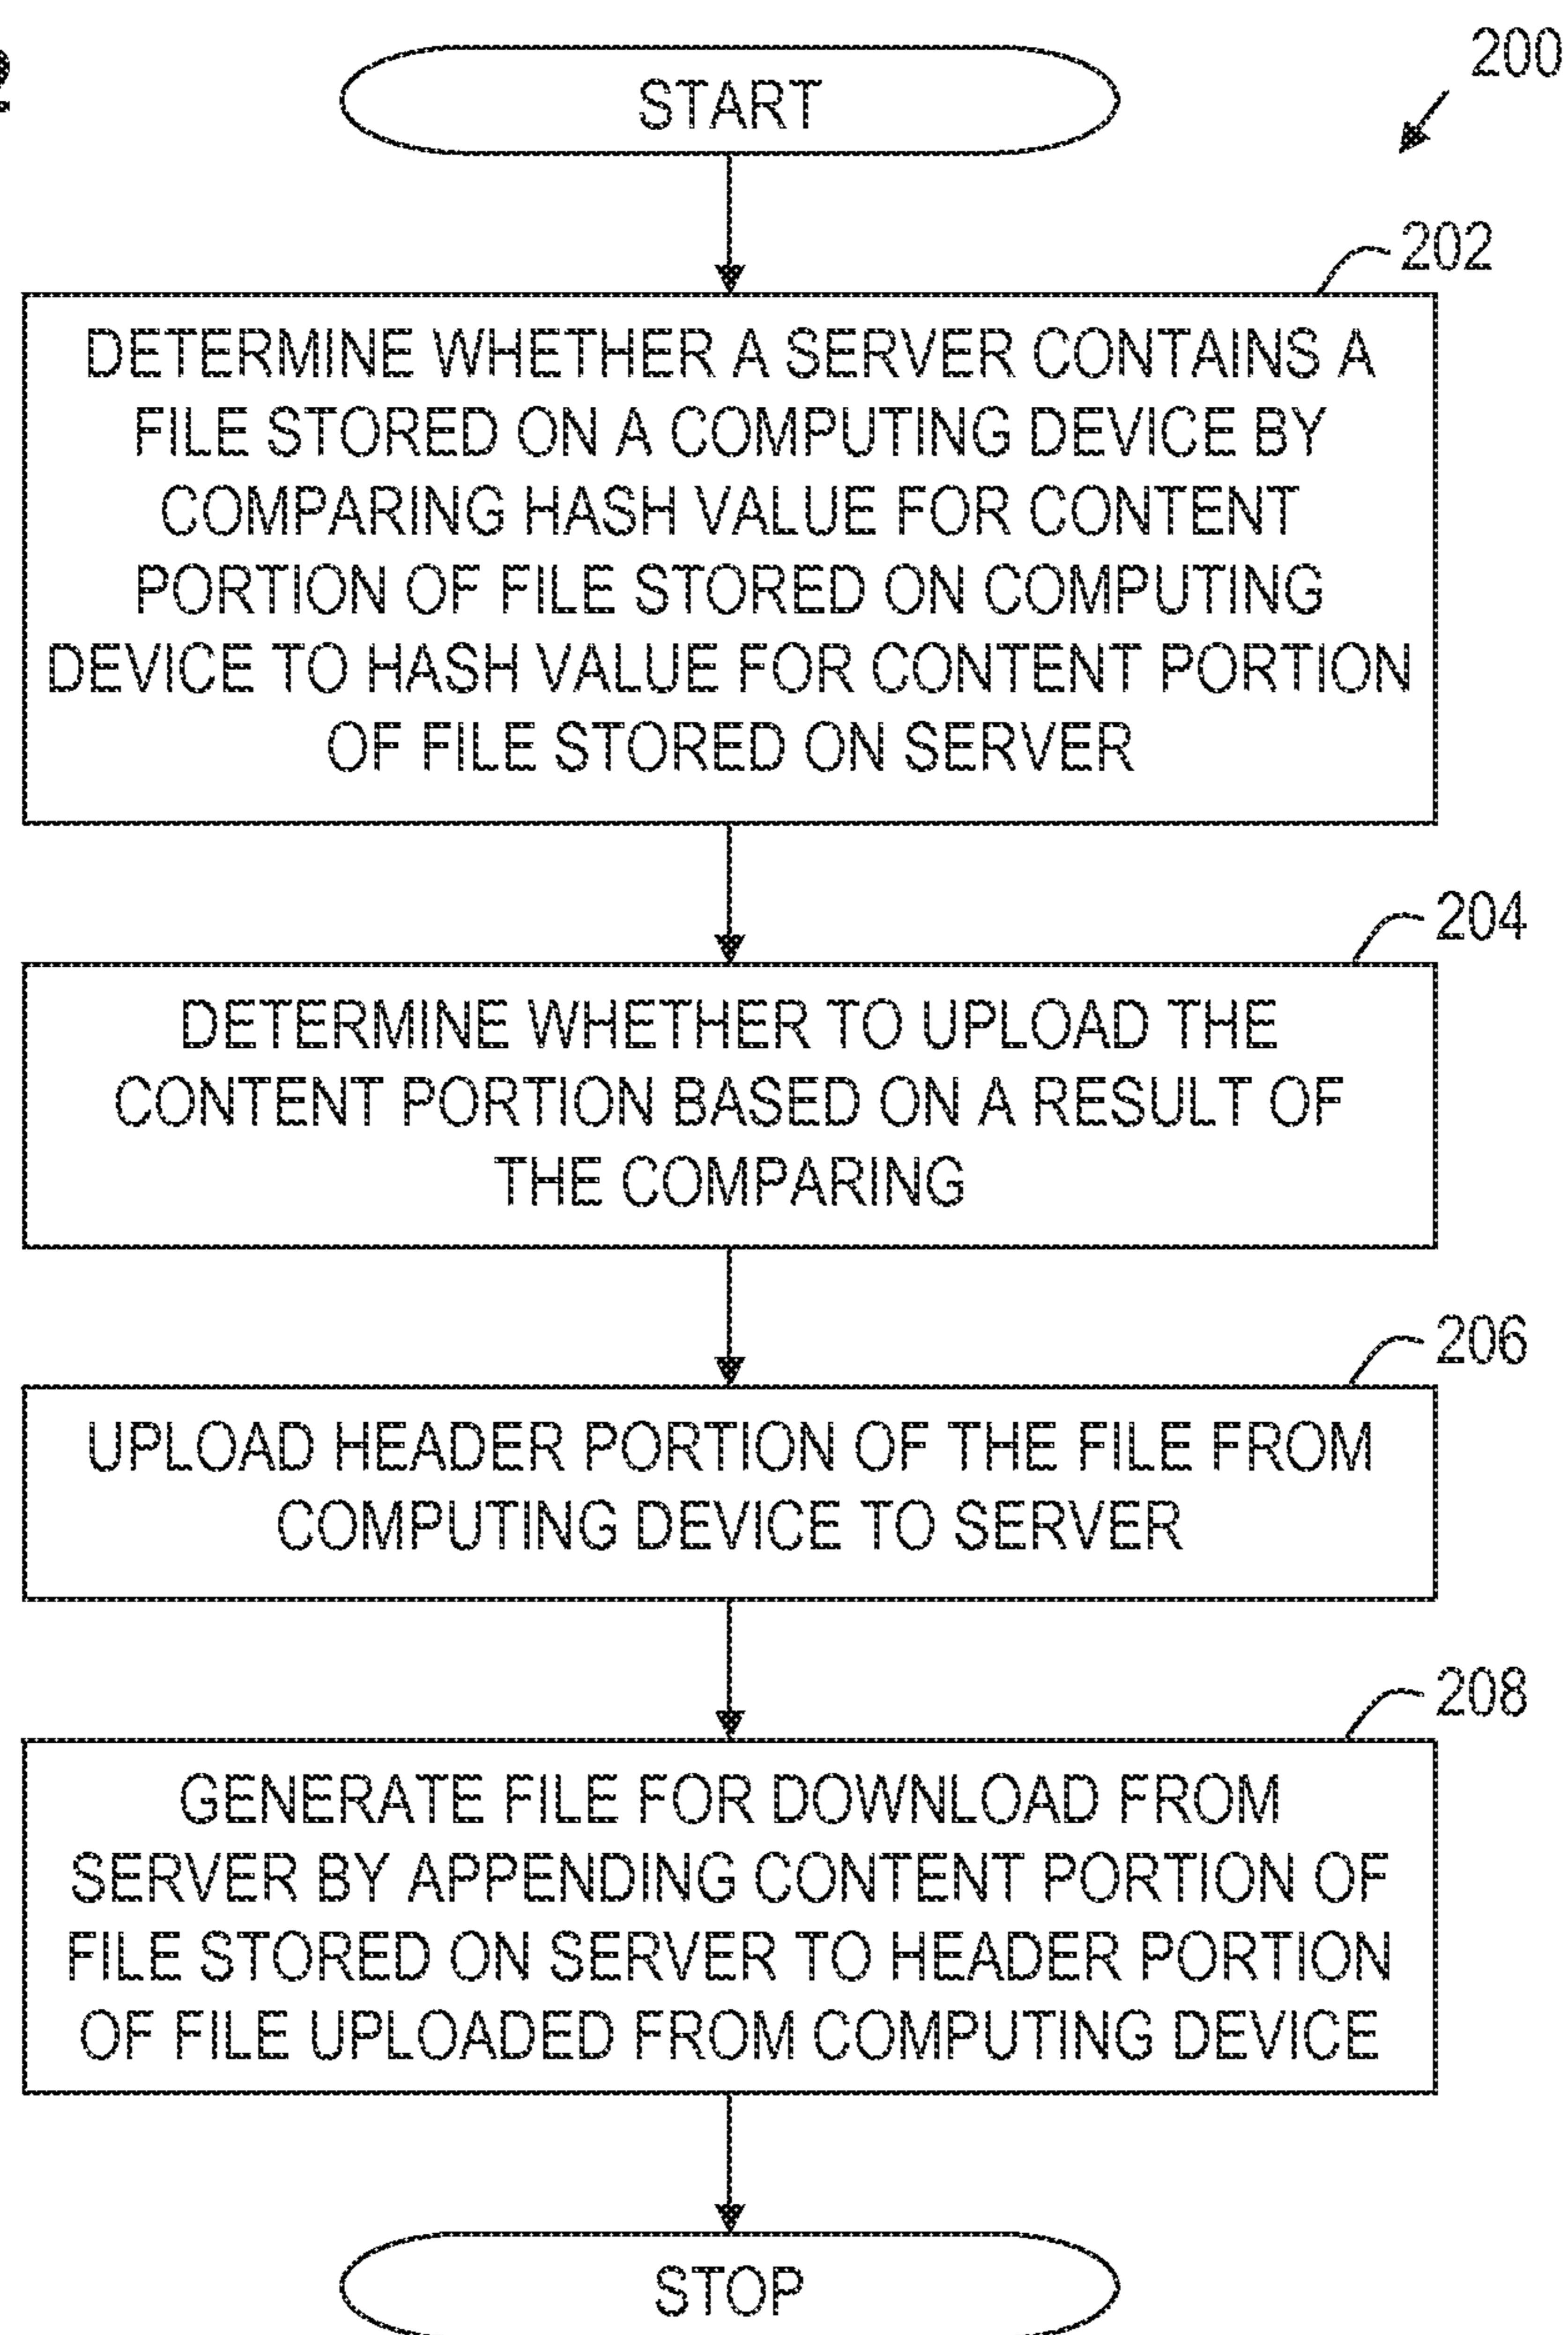 START
200
202
DETERMINE WHETHER A SERVER CONTAINS A
FILE STORED ON A COMPUTING DEVICE BY
COMPARING HASH VALUE FOR CONTENT
PORTION OF FILE STORED ON COMPUTING
DEVICE TO HASH VALUE FOR CONTENT PORTION
OF FILE STORED ON SERVER
204
DETERMINE WHETHER TO UPLOAD THE
CONTENT PORTION BASED ON A RESULT OF
THE COMPARING
206
UPLOAD HEADER PORTION OF THE FILE FROM
COMPUTING DEVICE TO SERVER
208
GENERATE FILE FOR DOWNLOAD FROM
SERVER BY APPENDING CONTENT PORTION OF
FILE STORED ON SERVER TO HEADER PORTION
OF FILE UPLOADED FROM COMPUTING DEVICE
STOP